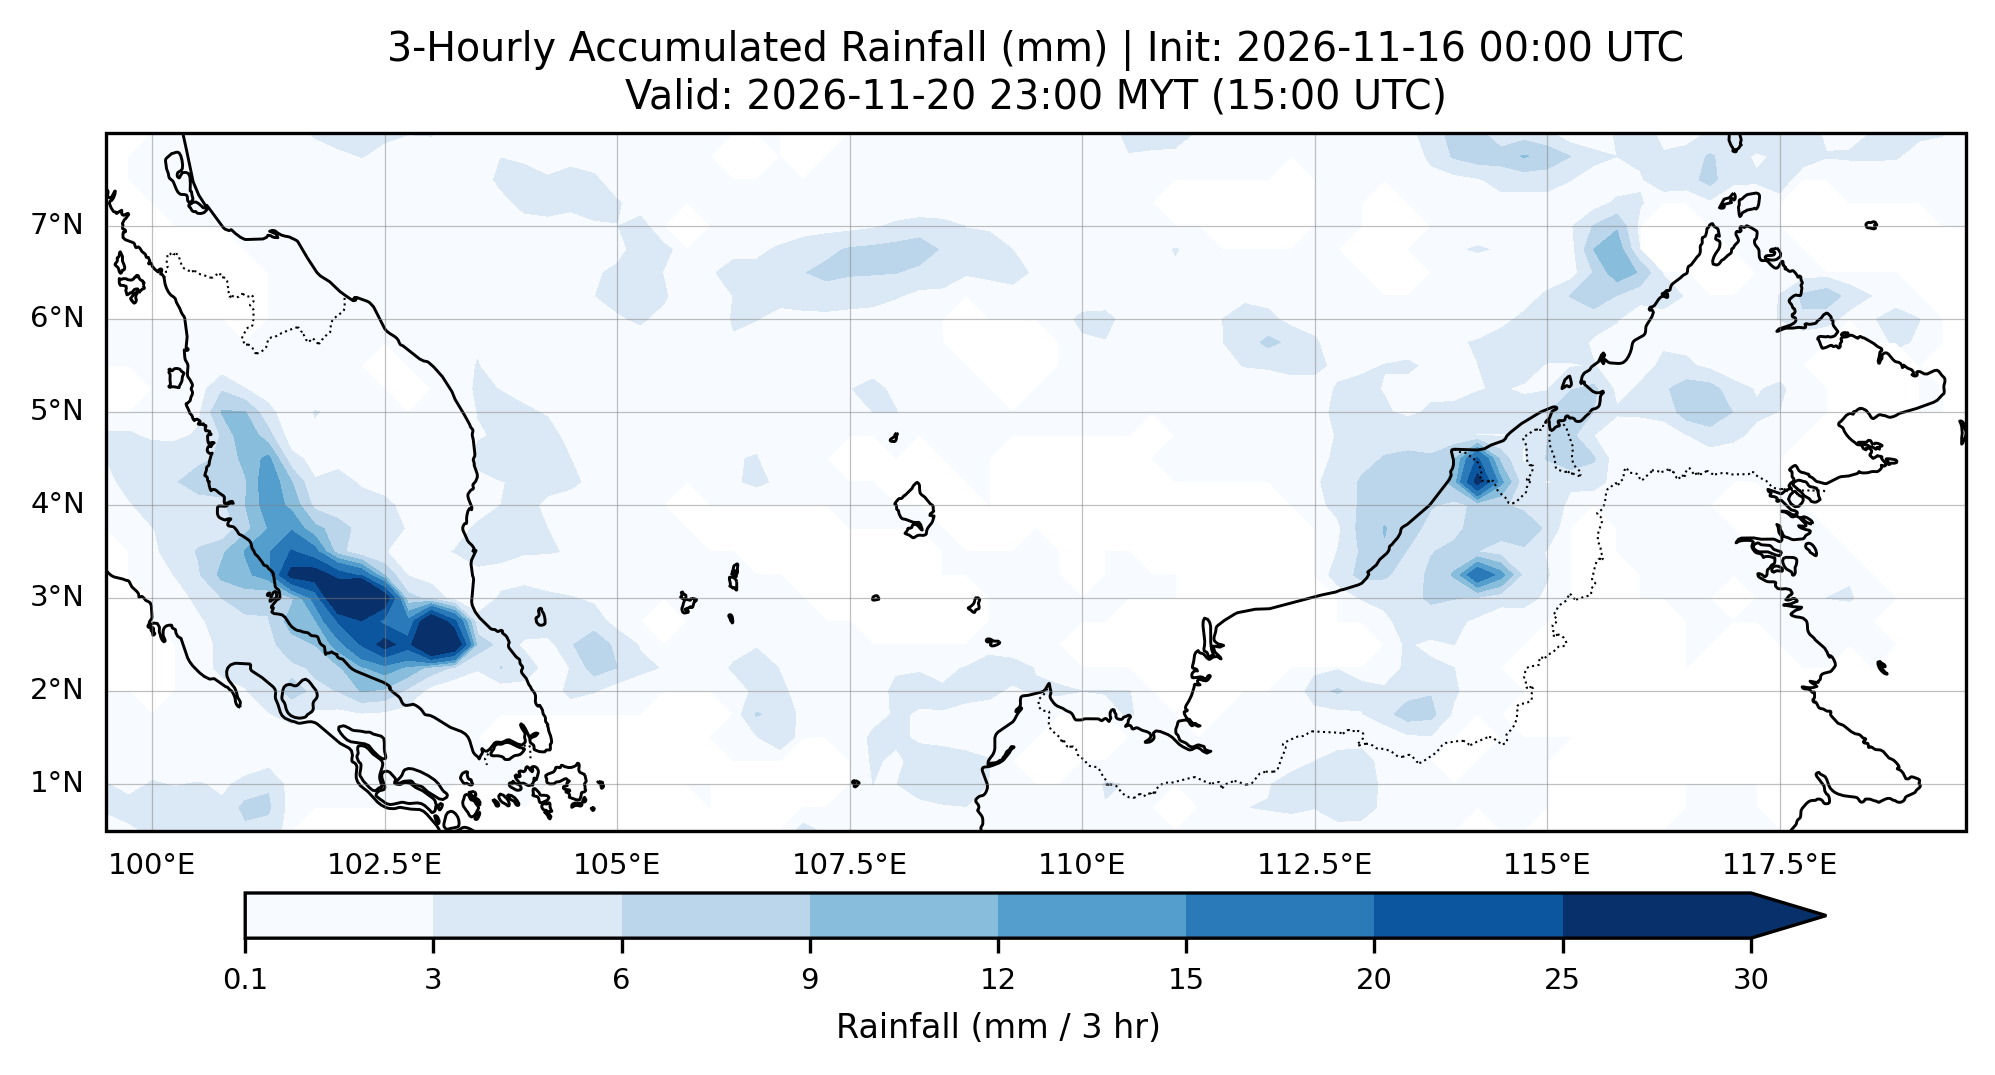 3-Hourly Accumulated Rainfall (mm) | Init: 2026-11-16 00:00 UTC
Valid: 2026-11-20 23:00 MYT (15:00 UTC)
7°N
6°N
5°N
4°N
3°N
2°N
1°N
100°E 102.5°E 105°E 107.5°E 110°E 112.5°E 115°E 117.5°E
0.1 3 6 9 12 15 20 25 30
Rainfall (mm / 3 hr)